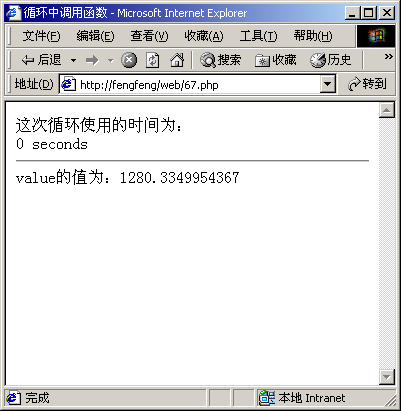 循环中调用函数 - Microsoft Internet Explorer
文件(F) 编辑(E) 查看(V) 收藏(A) 工具(T) 帮助(H)
后退 搜索 收藏 历史 »
地址(D) http://fengfeng/web/67.php 转到
这次循环使用的时间为:
0 seconds
value的值为: 1280.3349954367
完成 本地 Intranet